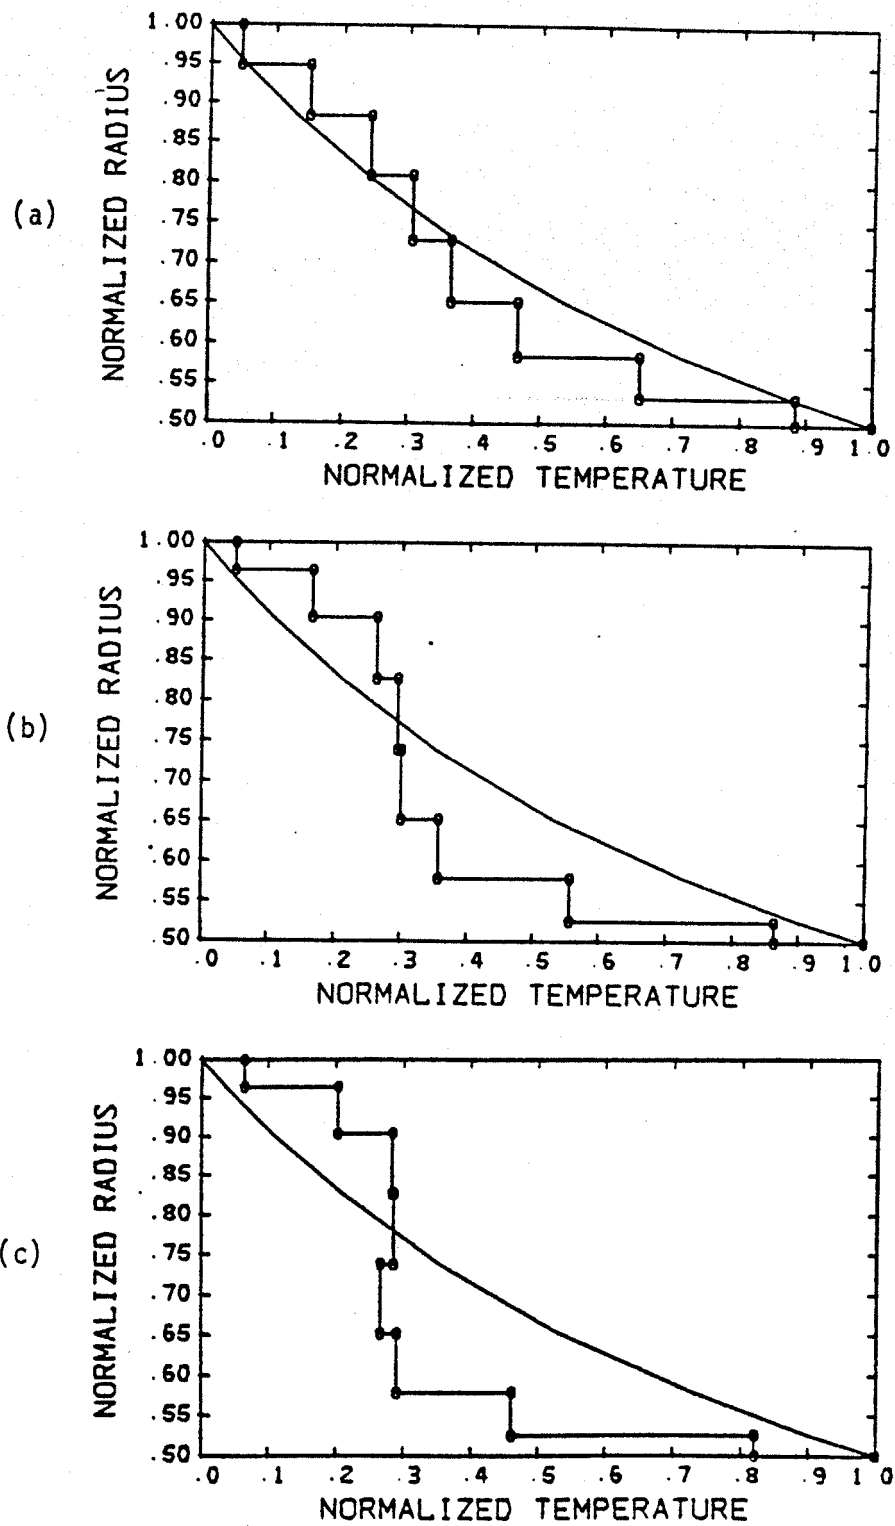 (a)
NORMALIZED RADIUS
1.00
.95
.90
.85
.80
.75
.70
.65
.60
.55
.50
.0 .1 .2 .3 .4 .5 .6 .7 .8 .9 1.0
NORMALIZED TEMPERATURE
(b)
NORMALIZED RADIUS
1.00
.95
.90
.85
.80
.75
.70
.65
.60
.55
.50
.0 .1 .2 .3 .4 .5 .6 .7 .8 .9 1.0
NORMALIZED TEMPERATURE
(c)
NORMALIZED RADIUS
1.00
.95
.90
.85
.80
.75
.70
.65
.60
.55
.50
.0 .1 .2 .3 .4 .5 .6 .7 .8 .9 1 0
NORMALIZED TEMPERATURE